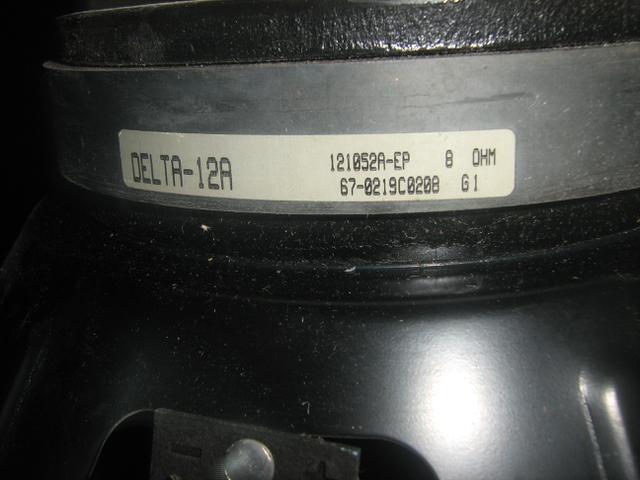 DELTA-12A
121052A-EP 8 OHM
67-0219C0208 G1
- +